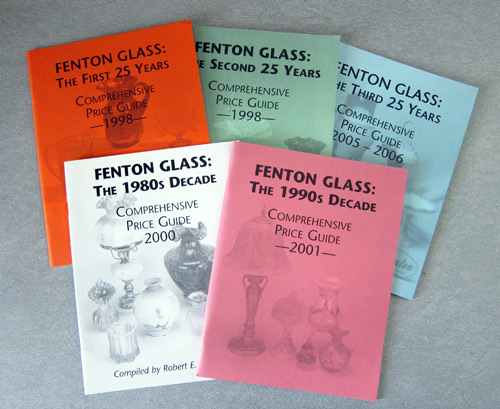 FENTON GLASS:
THE FIRST 25 YEARS
COMPREHENSIVE
PRICE GUIDE
—1998—
FENTON GLASS:
SECOND 25 YEARS
COMPREHENSIVE
PRICE GUIDE
—1998—
FENTON GLASS:
THIRD 25 YEARS
COMPREHENSIVE
PRICE GUIDE
2005 – 2006
FENTON GLASS:
THE 1980s DECADE
COMPREHENSIVE
PRICE GUIDE
2000
Compiled by Robert E.
FENTON GLASS:
THE 1990s DECADE
COMPREHENSIVE
PRICE GUIDE
—2001—